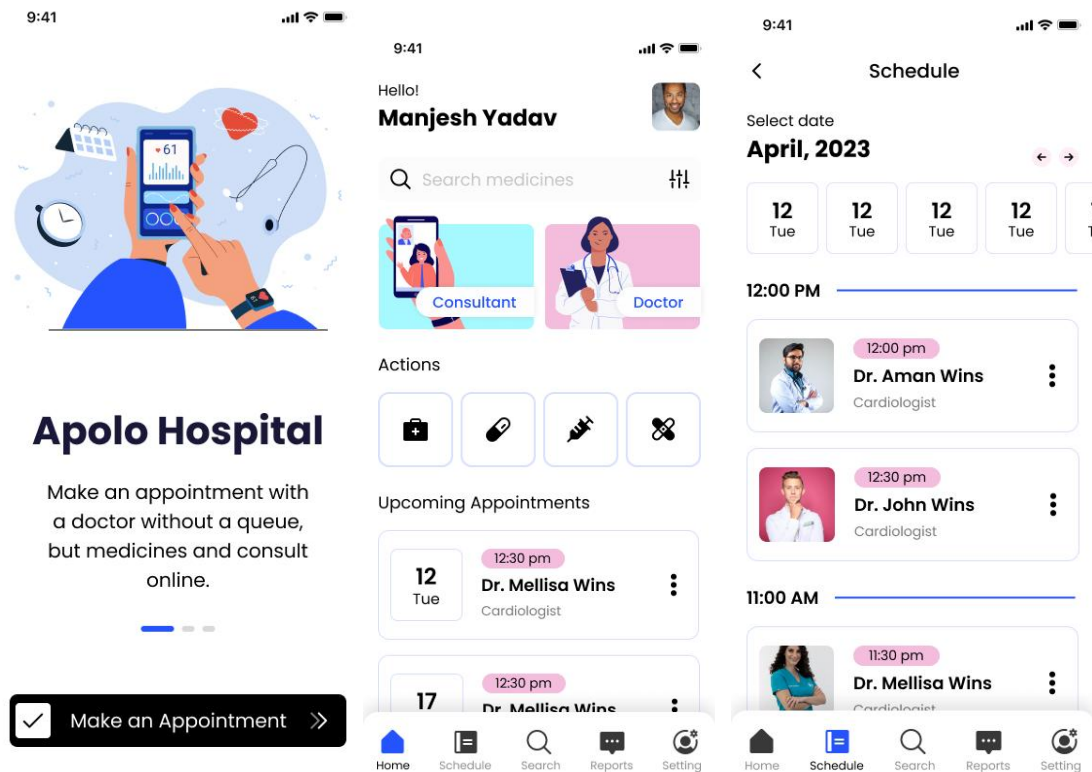 9:41
61
Apolo Hospital
Make an appointment with
a doctor without a queue,
but medicines and consult
online.
Make an Appointment
9:41
Hello!
Manjesh Yadav
Search medicines
Consultant
Doctor
Actions
Upcoming Appointments
12
Tue
12:30 pm
Dr. Mellisa Wins
Cardiologist
17
12:30 pm
Dr. Mellisa Wins
Home
Schedule
Search
Reports
Setting
9:41
Schedule
Select date
April, 2023
12
Tue
12
Tue
12
Tue
12
Tue
12:00 PM
12:00 pm
Dr. Aman Wins
Cardiologist
12:30 pm
Dr. John Wins
Cardiologist
11:00 AM
11:30 pm
Dr. Mellisa Wins
Cardiologist
Home
Schedule
Search
Reports
Setting